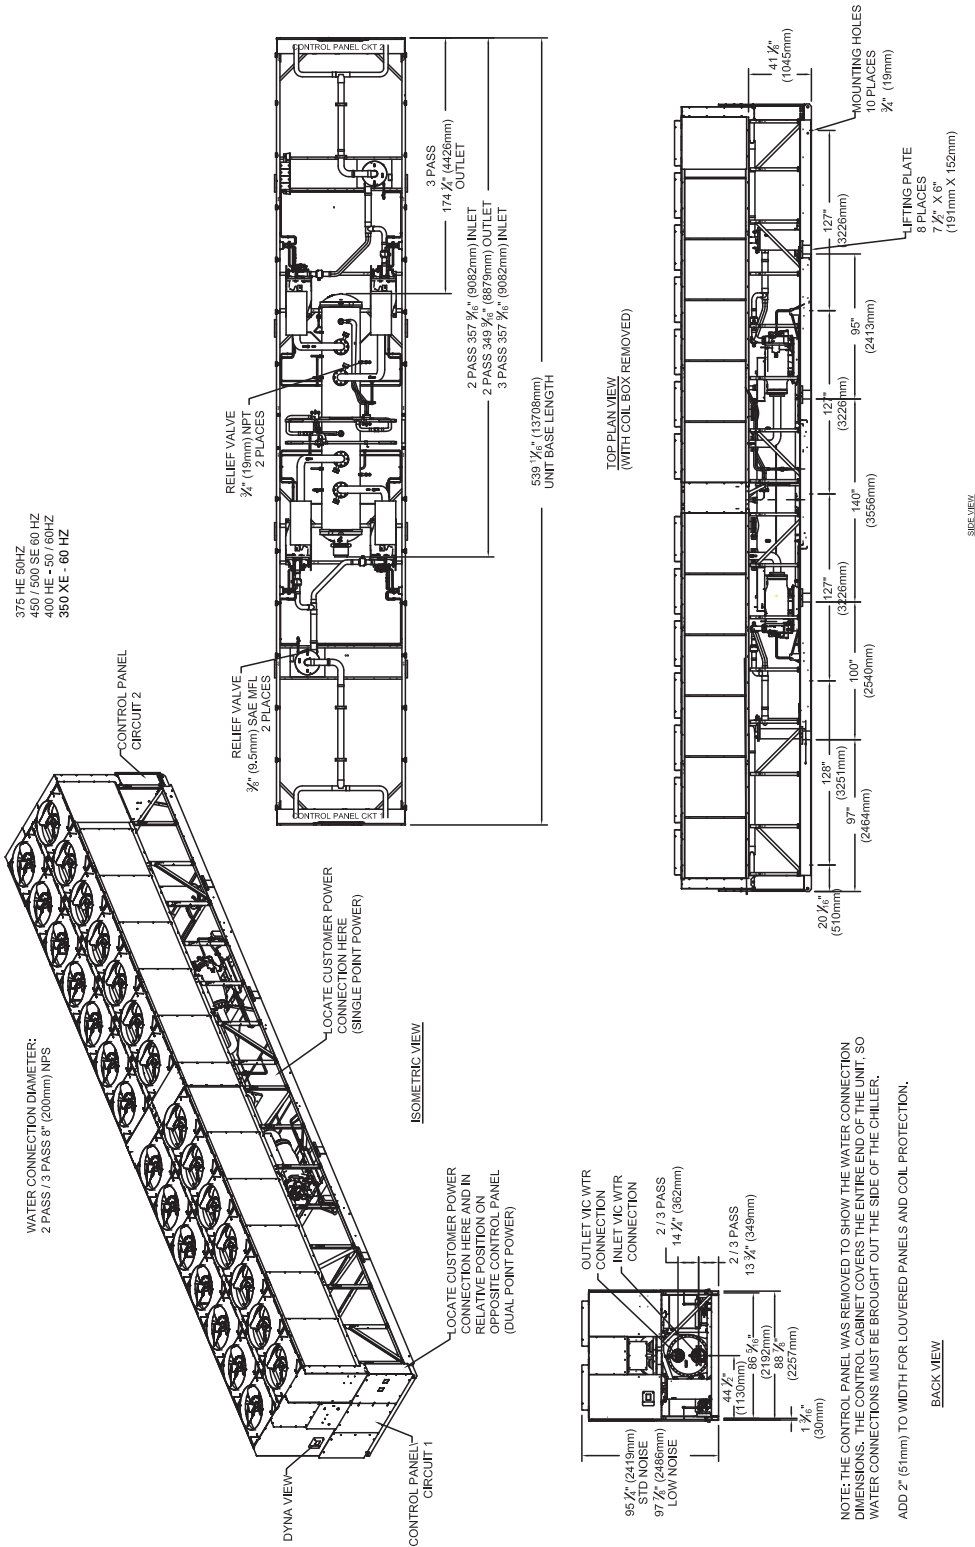 375 HE 50HZ
450 / 500 SE 60 HZ
400 HE - 50 / 60HZ
350 XE - 60 HZ
WATER CONNECTION DIAMETER:
2 PASS / 3 PASS 8" (200mm) NPS
CONTROL PANEL
CIRCUIT 2
LOCATE CUSTOMER POWER
CONNECTION HERE
(SINGLE POINT POWER)
ISOMETRIC VIEW
LOCATE CUSTOMER POWER
CONNECTION HERE AND IN
RELATIVE POSITION ON
OPPOSITE CONTROL PANEL
(DUAL POINT POWER)
DYNA VIEW
CONTROL PANEL
CIRCUIT 1
CONTROL PANEL CKT 1
CONTROL PANEL CKT 2
RELIEF VALVE
3/8" (9.5mm) SAE MFL
2 PLACES
RELIEF VALVE
3/4" (19mm) NPT
2 PLACES
3 PASS
174 1/4" (4426mm)
OUTLET
2 PASS 357 9/16" (9082mm) INLET
2 PASS 349 9/16" (8879mm) OUTLET
3 PASS 357 9/16" (9082mm) INLET
539 11/16" (13708mm)
UNIT BASE LENGTH
TOP PLAN VIEW
(WITH COIL BOX REMOVED)
41 1/8"
(1045mm)
MOUNTING HOLES
10 PLACES
3/4" (19mm)
LIFTING PLATE
8 PLACES
7 1/2" X 6"
(191mm X 152mm)
127"
(3226mm)
95"
(2413mm)
127"
(3226mm)
140"
(3556mm)
127"
(3226mm)
100"
(2540mm)
128"
(3251mm)
97"
(2464mm)
20 1/16"
(510mm)
SIDE VIEW
OUTLET VIC WTR
CONNECTION
INLET VIC WTR
CONNECTION
2 / 3 PASS
14 1/4" (362mm)
2 / 3 PASS
13 3/4" (349mm)
44 1/2"
(1130mm)
86 5/16"
(2192mm)
88 7/8"
(2257mm)
1 3/16"
(30mm)
95 1/4" (2419mm)
STD NOISE
97 7/8" (2486mm)
LOW NOISE
NOTE: THE CONTROL PANEL WAS REMOVED TO SHOW THE WATER CONNECTION
DIMENSIONS. THE CONTROL CABINET COVERS THE ENTIRE END OF THE UNIT, SO
WATER CONNECTIONS MUST BE BROUGHT OUT THE SIDE OF THE CHILLER.
ADD 2" (51mm) TO WIDTH FOR LOUVERED PANELS AND COIL PROTECTION.
BACK VIEW